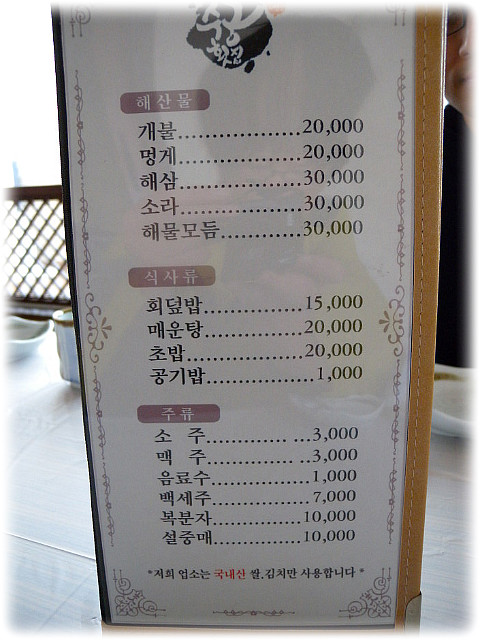 횟집
해산물
개불....................20,000
멍게....................20,000
해삼....................30,000
소라....................30,000
해물모듬.............30,000
식사류
회덮밥................15,000
매운탕................20,000
초밥....................20,000
공기밥..................1,000
주류
소 주............. ...3,000
맥 주............. ..3,000
음료수................1,000
백세주................7,000
복분자..............10,000
설중매..............10,000
*저희 업소는 국내산 쌀,김치만 사용합니다*